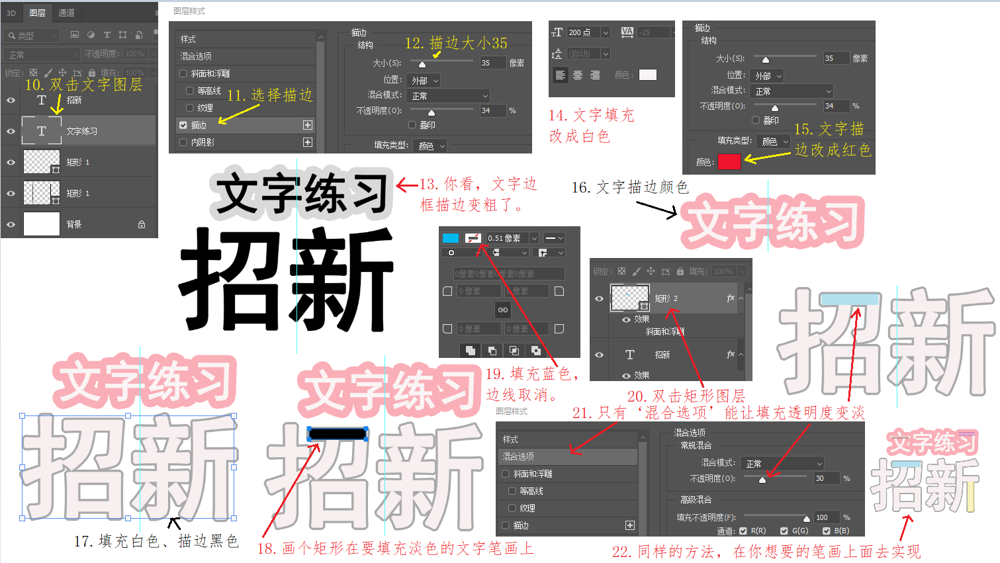 3D 图层 通道
类型
正常 不透明度: 100%
锁定: 填充: 100%
10.双击文字图层
招新
文字练习
矩形 1
矩形 1
背景
图层样式
样式
混合选项
斜面和浮雕
等高线
11.选择描边
纹理
描边
内阴影
描边
结构
12.描边大小35
大小(S): 35 像素
位置: 外部
混合模式: 正常
不透明度(O): 34 %
叠印
填充类型: 颜色
200 点 VA -25
(自动)
颜色:
14.文字填充
改成白色
描边
结构
大小(S): 35 像素
位置: 外部
混合模式: 正常
不透明度(O): 34 %
叠印
15.文字描
边改成红色
填充类型: 颜色
颜色:
文字练习
招新
13.你看，文字边
框描边变粗了。
16.文字描边颜色
文字练习
0.51 像素
0像素0像素0像素0像素
0 像素 0 像素
0 像素 0 像素
19.填充蓝色，
边线取消。
锁定: 填充: 100%
矩形 2 fx
效果
斜面和浮雕
T 招新 fx
效果
20.双击矩形图层
招新
文字练习
招新
17.填充白色、描边黑色
文字练习
招新
18.画个矩形在要填充淡色的文字笔画上
21.只有‘混合选项’能让填充透明度变淡
图层样式
样式
混合选项
斜面和浮雕
等高线
纹理
描边
混合选项
常规混合
混合模式: 正常
不透明度(O): 30 %
高级混合
填充不透明度(F): 100 %
通道: R(R) G(G) B(B)
文字练习
招新
22.同样的方法，在你想要的笔画上面去实现